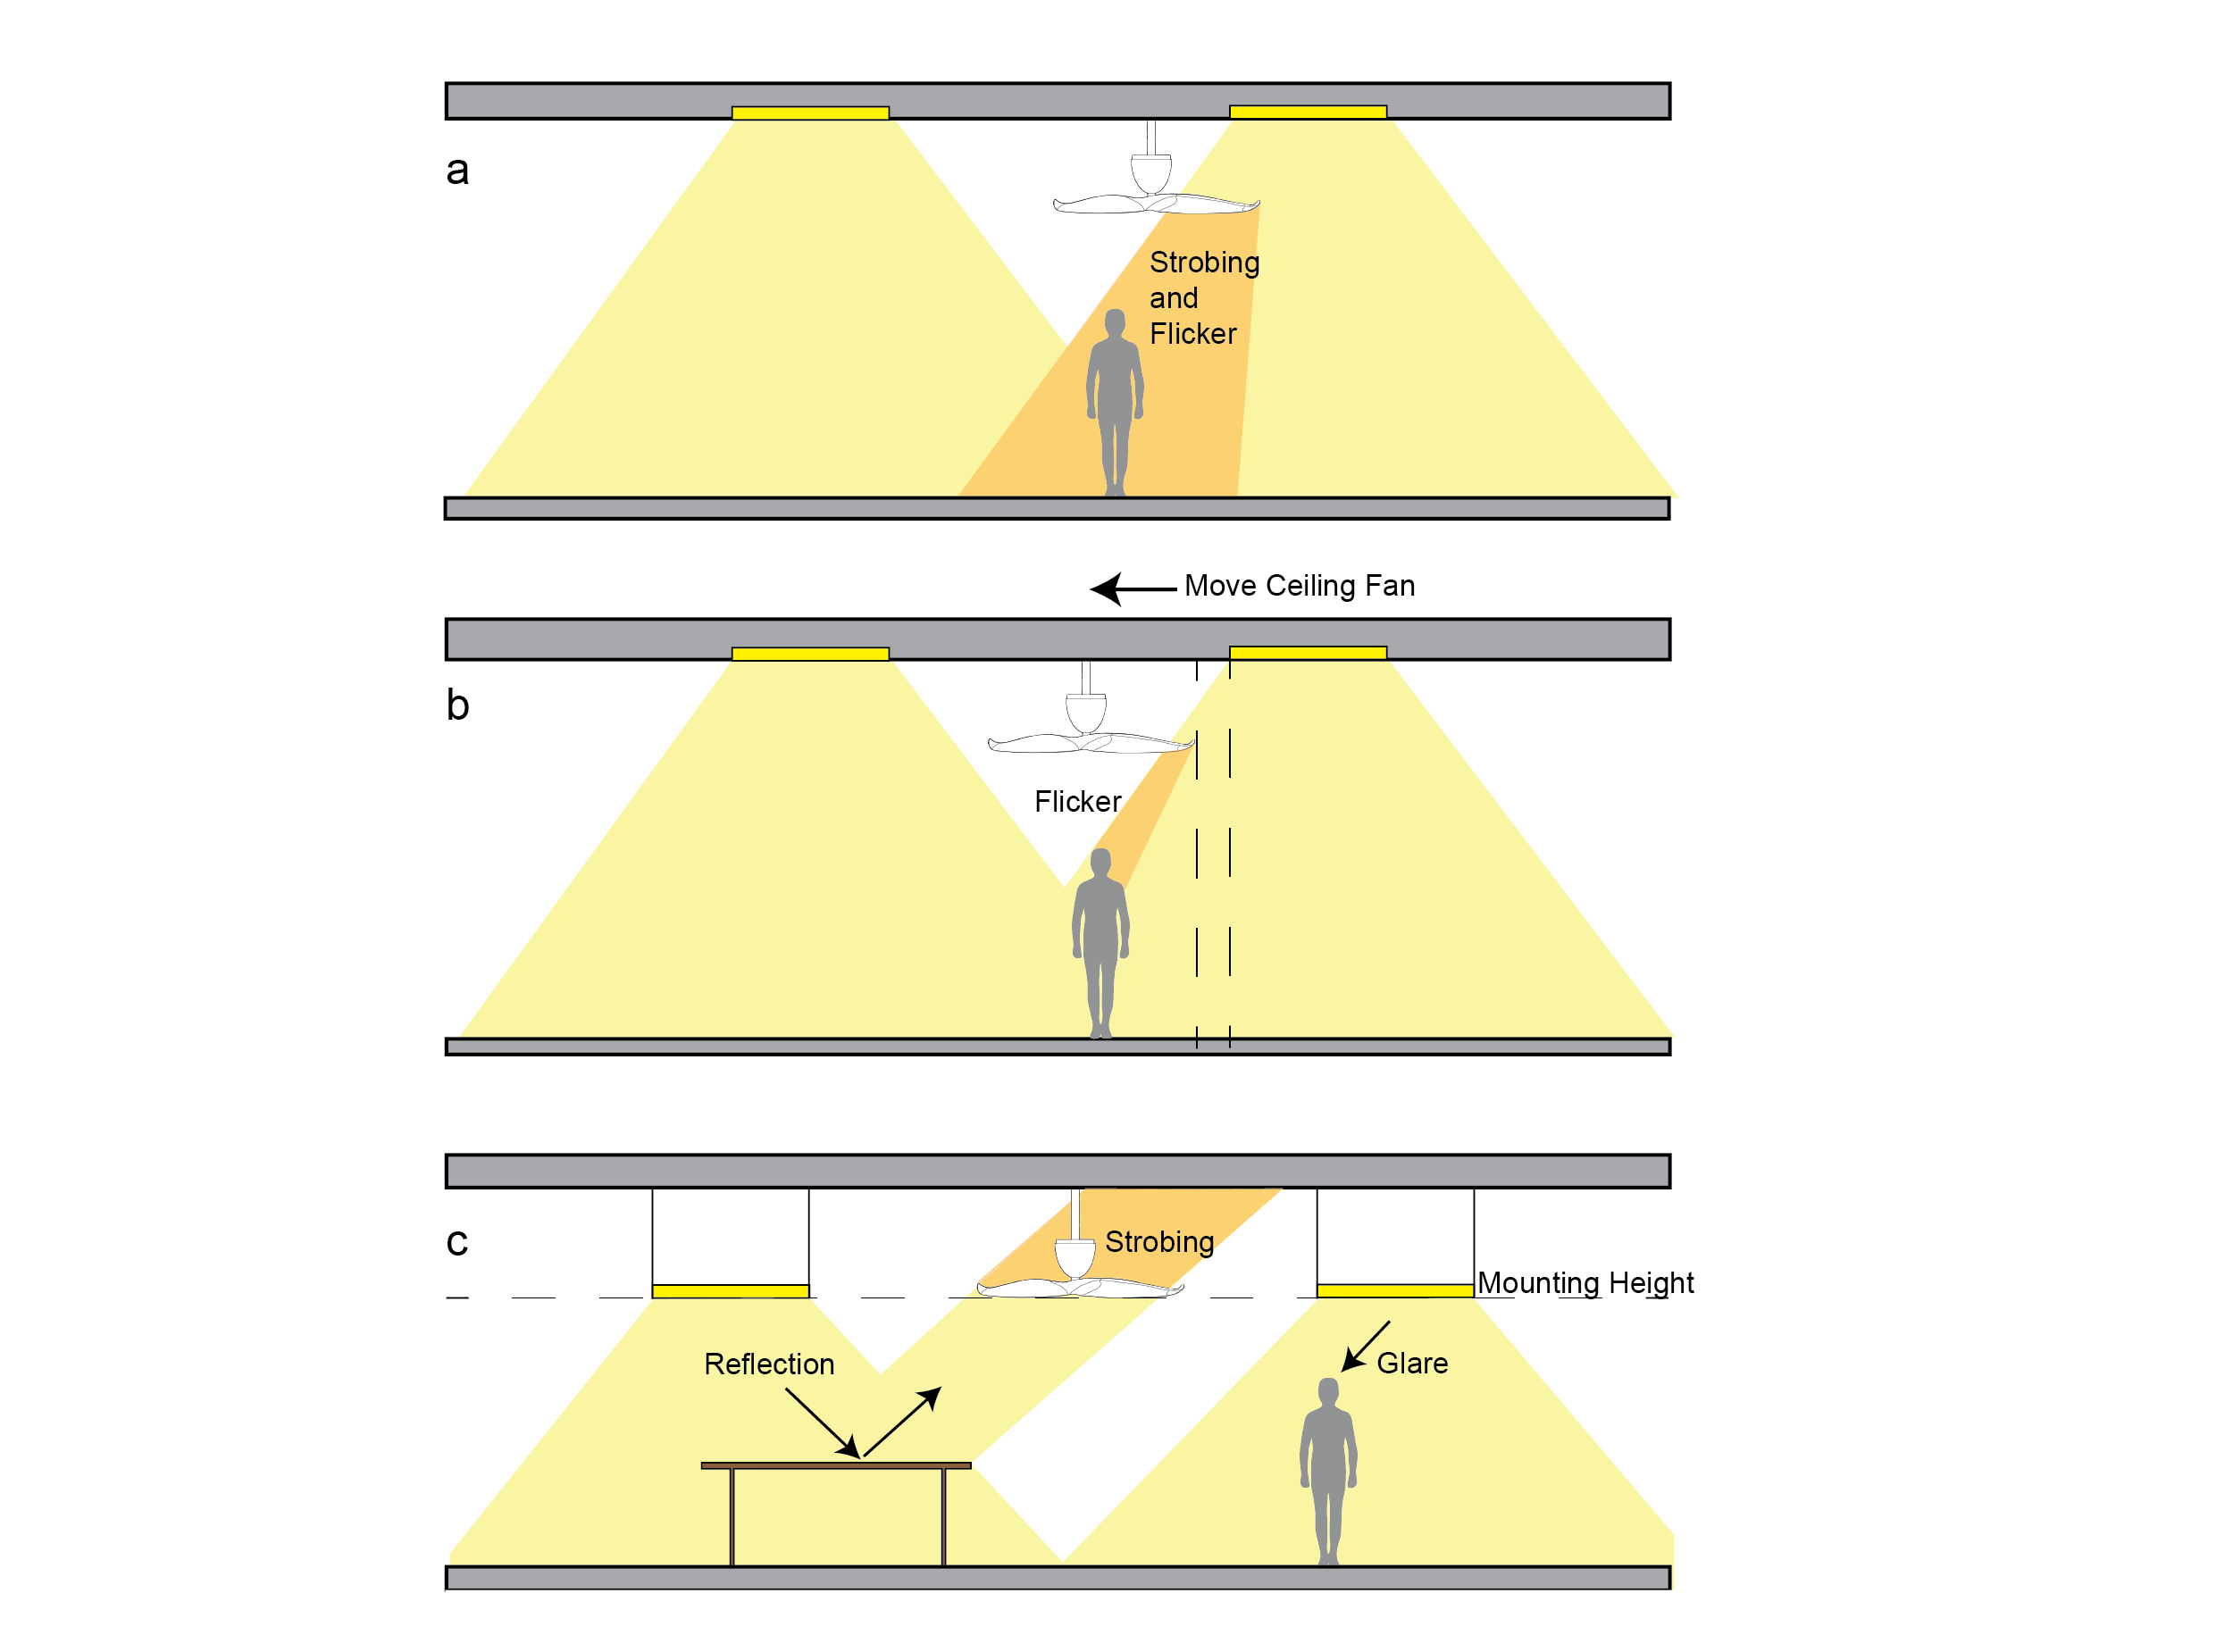 a
Strobing
and
Flicker
Move Ceiling Fan
b
Flicker
c
Strobing
Mounting Height
Reflection
Glare